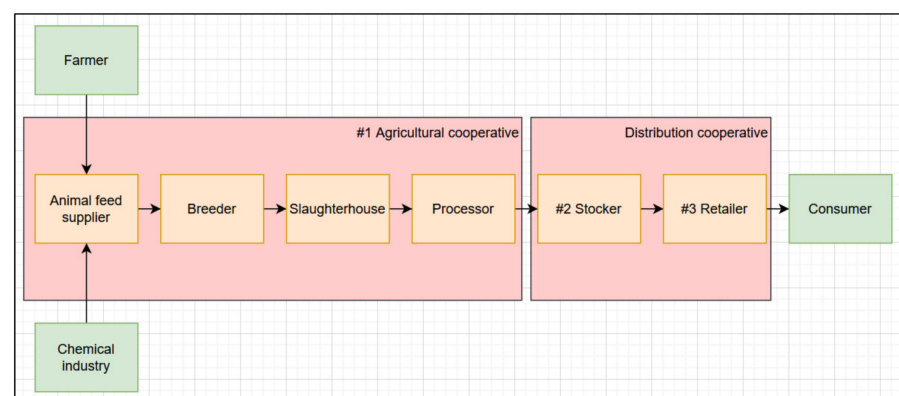 Farmer
#1 Agricultural cooperative
Distribution cooperative
Animal feed
supplier
Breeder
Slaughterhouse
Processor
#2 Stocker
#3 Retailer
Consumer
Chemical
industry